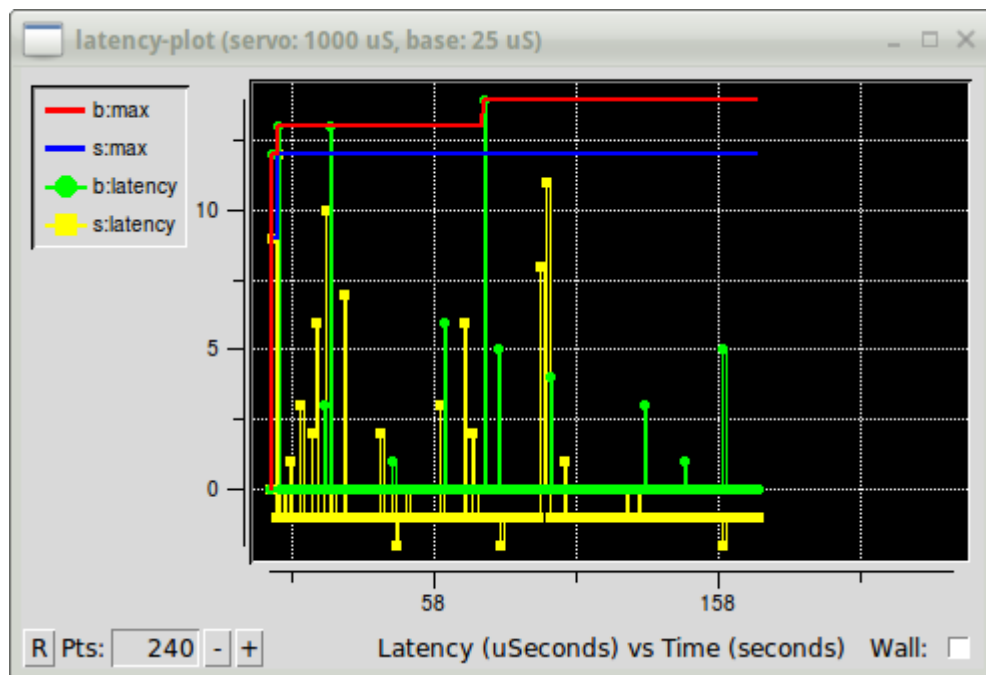 latency-plot (servo: 1000 uS, base: 25 uS)
b:max
s:max
b:latency
s:latency
10
5
0
58
158
R Pts: 240 - + Latency (uSeconds) vs Time (seconds) Wall: